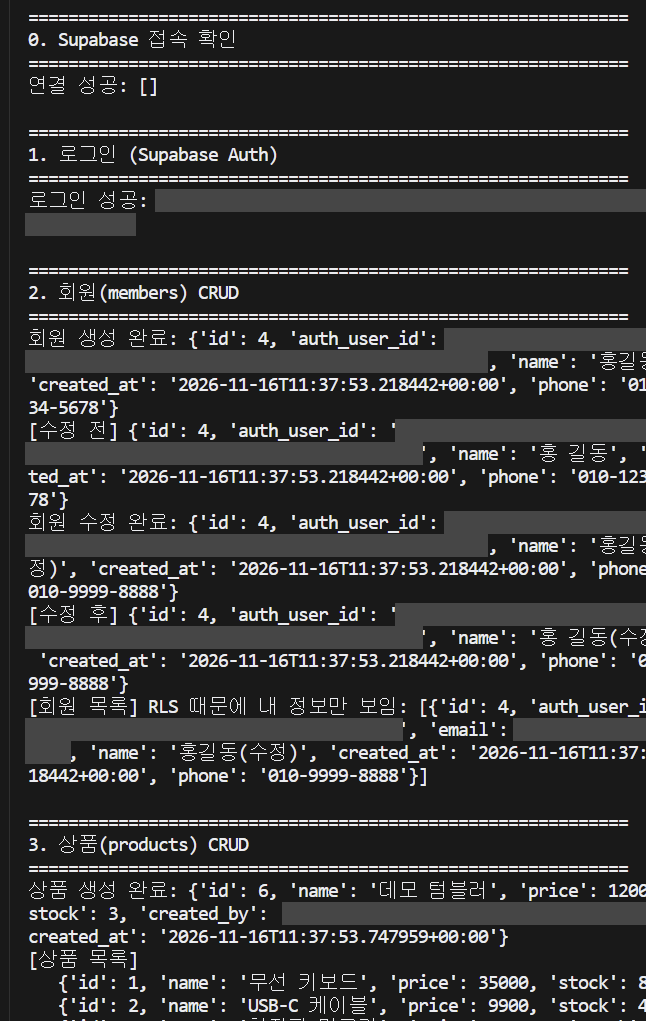 ============================================================
0. Supabase 접속 확인
============================================================
연결 성공: []
============================================================
1. 로그인 (Supabase Auth)
============================================================
로그인 성공:
============================================================
2. 회원(members) CRUD
============================================================
회원 생성 완료: {'id': 4, 'auth_user_id':
, 'name': '홍길
'created_at': '2026-11-16T11:37:53.218442+00:00', 'phone': '01
34-5678'}
[수정 전] {'id': 4, 'auth_user_id': '
', 'name': '홍 길동', '
ted_at': '2026-11-16T11:37:53.218442+00:00', 'phone': '010-123
78'}
회원 수정 완료: {'id': 4, 'auth_user_id':
, 'name': '홍길
정)', 'created_at': '2026-11-16T11:37:53.218442+00:00', 'phone
010-9999-8888'}
[수정 후] {'id': 4, 'auth_user_id': '
', 'name': '홍 길동(수정
'created_at': '2026-11-16T11:37:53.218442+00:00', 'phone': '0
999-8888'}
[회원 목록] RLS 때문에 내 정보만 보임: [{'id': 4, 'auth_user_i
', 'email':
, 'name': '홍길동(수정)', 'created_at': '2026-11-16T11:37:
18442+00:00', 'phone': '010-9999-8888'}]
============================================================
3. 상품(products) CRUD
============================================================
상품 생성 완료: {'id': 6, 'name': '데모 텀블러', 'price': 1200
stock': 3, 'created_by':
created_at': '2026-11-16T11:37:53.747959+00:00'}
[상품 목록]
{'id': 1, 'name': '무선 키보드', 'price': 35000, 'stock': 8
{'id': 2, 'name': 'USB-C 케이블', 'price': 9900, 'stock': 4